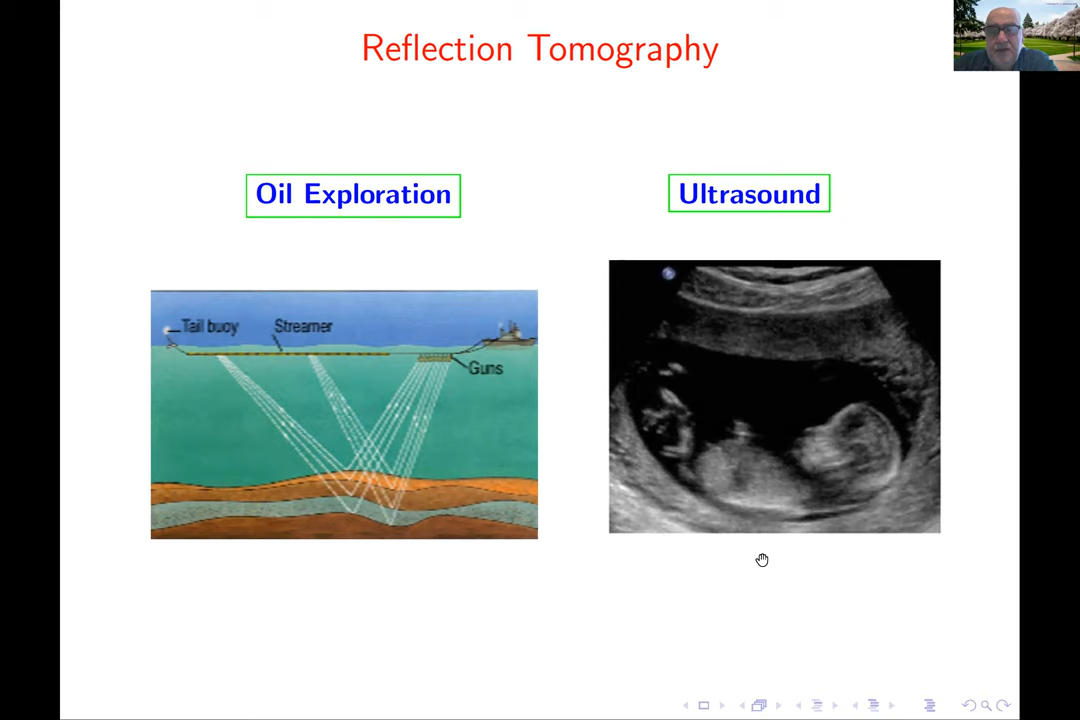 Reflection Tomography
Oil Exploration
Ultrasound
Tail buoy
Streamer
Guns